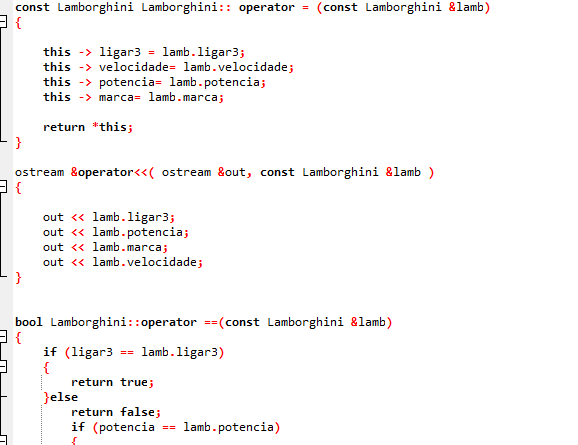 const Lamborghini Lamborghini:: operator = (const Lamborghini &lamb)
{
this -> ligar3 = lamb.ligar3;
this -> velocidade= lamb.velocidade;
this -> potencia= lamb.potencia;
this -> marca= lamb.marca;
return *this;
}
ostream &operator<<( ostream &out, const Lamborghini &lamb )
{
out << lamb.ligar3;
out << lamb.potencia;
out << lamb.marca;
out << lamb.velocidade;
}
bool Lamborghini::operator ==(const Lamborghini &lamb)
{
if (ligar3 == lamb.ligar3)
{
return true;
}else
return false;
if (potencia == lamb.potencia)
{